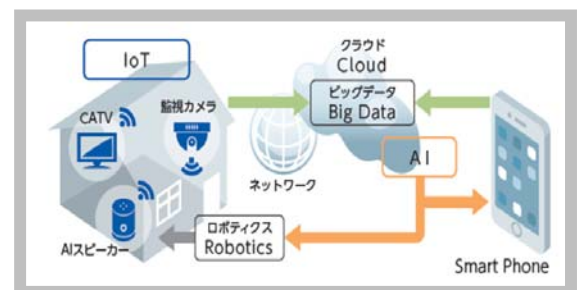 IoT
クラウド
Cloud
CATV
監視カメラ
ビッグデータ
Big Data
AI
ネットワーク
AIスピーカー
ロボティクス
Robotics
Smart Phone